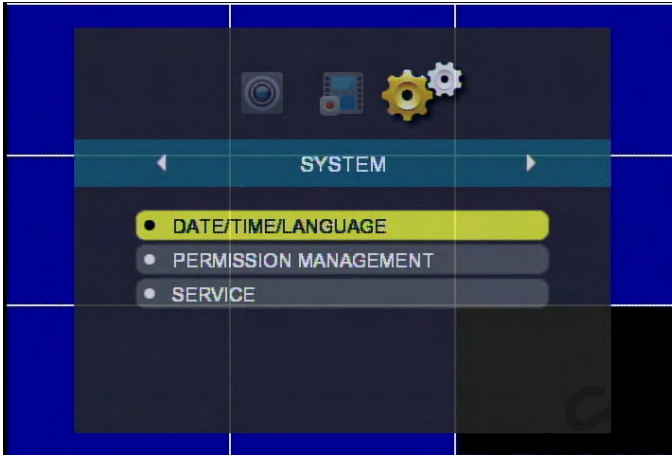 SYSTEM
DATE/TIME/LANGUAGE
PERMISSION MANAGEMENT
SERVICE